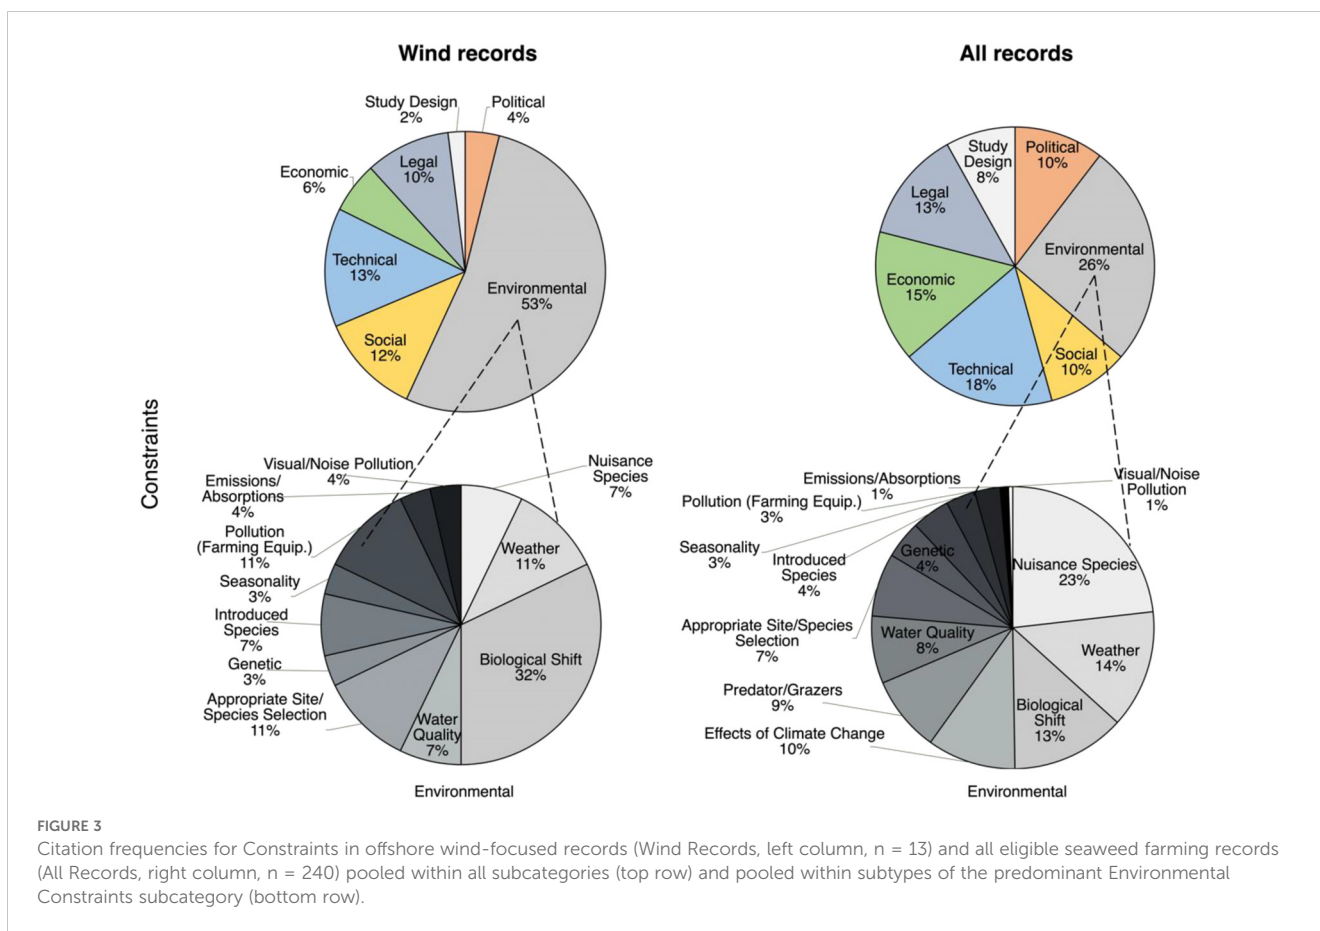 Wind records
All records
Study Design
2%
Political
4%
Legal
10%
Economic
6%
Technical
13%
Environmental
53%
Social
12%
Study
Design
8%
Political
10%
Legal
13%
Environmental
26%
Economic
15%
Technical
18%
Social
10%
Constraints
Visual/Noise Pollution
4%
Nuisance
Species
7%
Emissions/
Absorptions
4%
Pollution
(Farming Equip.)
11%
Weather
11%
Seasonality
3%
Introduced
Species
7%
Biological Shift
32%
Genetic
3%
Appropriate Site/
Species Selection
11%
Water
Quality
7%
Environmental
Emissions/Absorptions
1%
Visual/Noise
Pollution
1%
Pollution (Farming Equip.)
3%
Seasonality
3%
Introduced
Species
4%
Genetic
4%
Nuisance Species
23%
Appropriate Site/Species
Selection
7%
Water Quality
8%
Weather
14%
Predator/Grazers
9%
Biological
Shift
13%
Effects of Climate Change
10%
Environmental
FIGURE 3
Citation frequencies for Constraints in offshore wind-focused records (Wind Records, left column, n = 13) and all eligible seaweed farming records
(All Records, right column, n = 240) pooled within all subcategories (top row) and pooled within subtypes of the predominant Environmental
Constraints subcategory (bottom row).